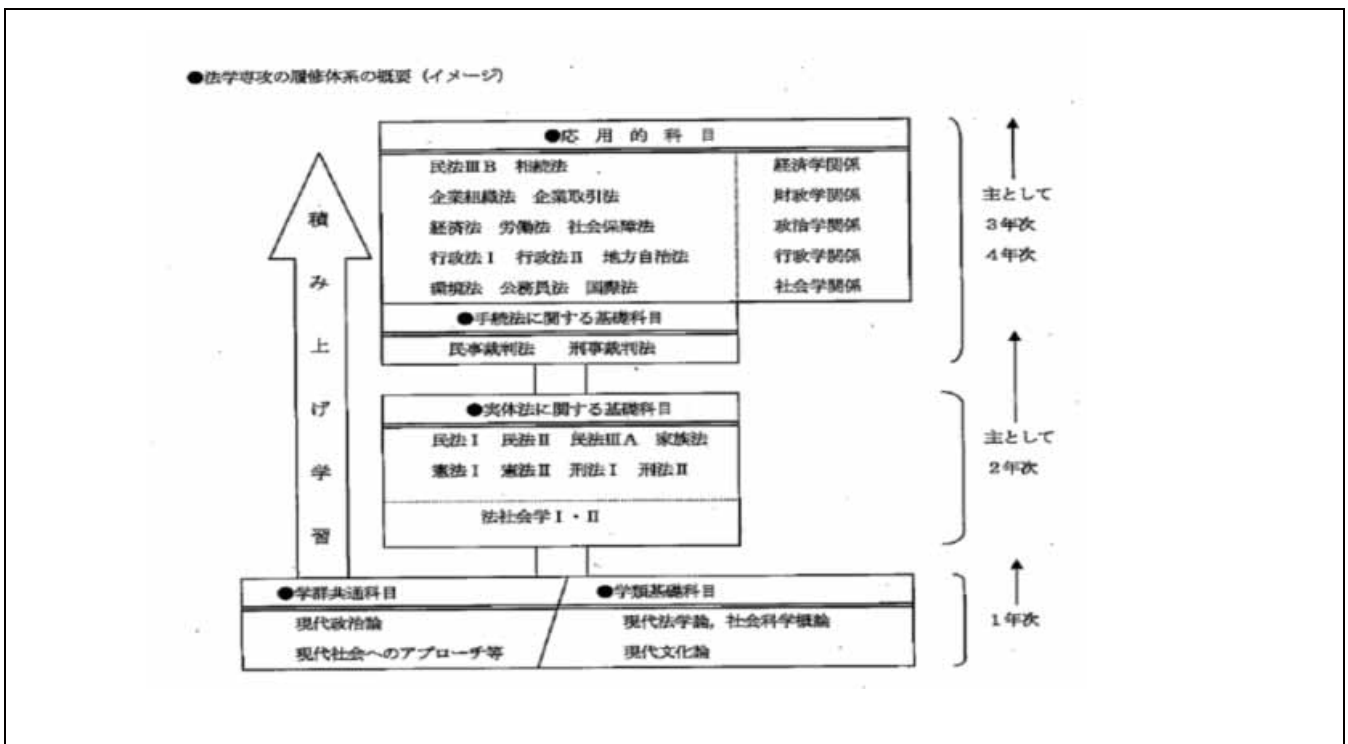 ●法学専攻の履修体系の概要（イメージ）
●応用的科目
民法ⅢB 相続法
経済学関係
企業組織法 企業取引法
財政学関係
経済法 労働法 社会保障法
政治学関係
行政法Ⅰ 行政法Ⅱ 地方自治法
行政学関係
環境法 公務員法 国際法
社会学関係
●手続法に関する基礎科目
民事裁判法 刑事裁判法
主として
3年次
4年次
●実体法に関する基礎科目
民法Ⅰ 民法Ⅱ 民法ⅢA 家族法
憲法Ⅰ 憲法Ⅱ 刑法Ⅰ 刑法Ⅱ
法社会学Ⅰ・Ⅱ
主として
2年次
積み上げ学習
●学群共通科目
現代政治論
現代社会へのアプローチ等
●学類基礎科目
現代法学論，社会科学概論
現代文化論
1年次